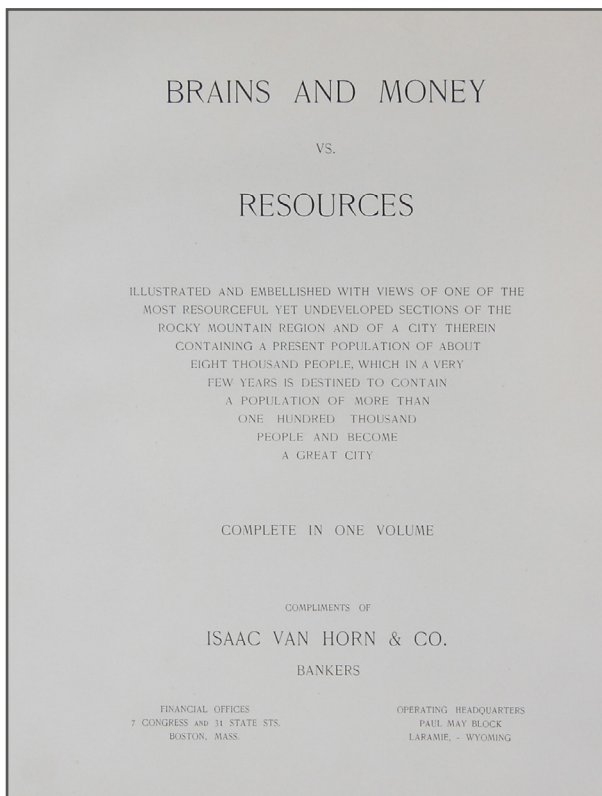 BRAINS AND MONEY
VS.
RESOURCES
ILLUSTRATED AND EMBELLISHED WITH VIEWS OF ONE OF THE
MOST RESOURCEFUL YET UNDEVELOPED SECTIONS OF THE
ROCKY MOUNTAIN REGION AND OF A CITY THEREIN
CONTAINING A PRESENT POPULATION OF ABOUT
EIGHT THOUSAND PEOPLE, WHICH IN A VERY
FEW YEARS IS DESTINED TO CONTAIN
A POPULATION OF MORE THAN
ONE HUNDRED THOUSAND
PEOPLE AND BECOME
A GREAT CITY
COMPLETE IN ONE VOLUME
COMPLIMENTS OF
ISAAC VAN HORN & CO.
BANKERS
FINANCIAL OFFICES
7 CONGRESS AND 31 STATE STS.
BOSTON, MASS.
OPERATING HEADQUARTERS
PAUL MAY BLOCK
LARAMIE, - WYOMING